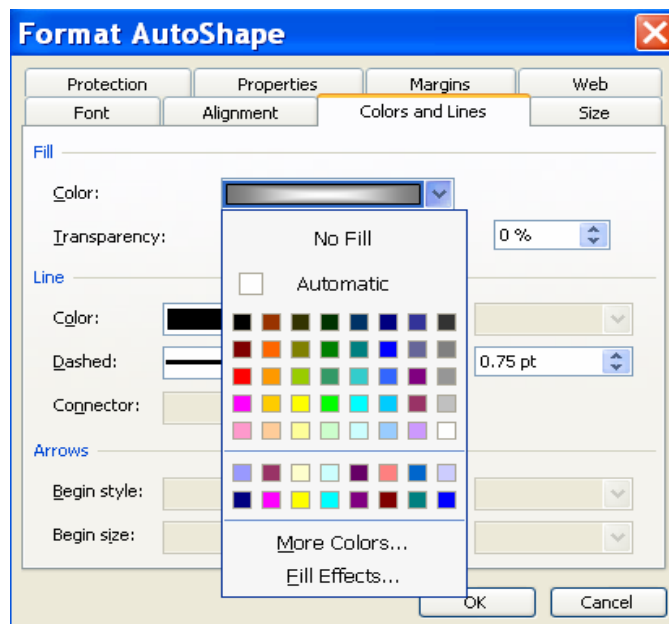 Format AutoShape
Protection Properties Margins Web
Font Alignment Colors and Lines Size
Fill
Color:
Transparency: No Fill 0 %
Line Automatic
Color:
Dashed: 0.75 pt
Connector:
Arrows
Begin style:
Begin size: More Colors...
Fill Effects...
OK Cancel